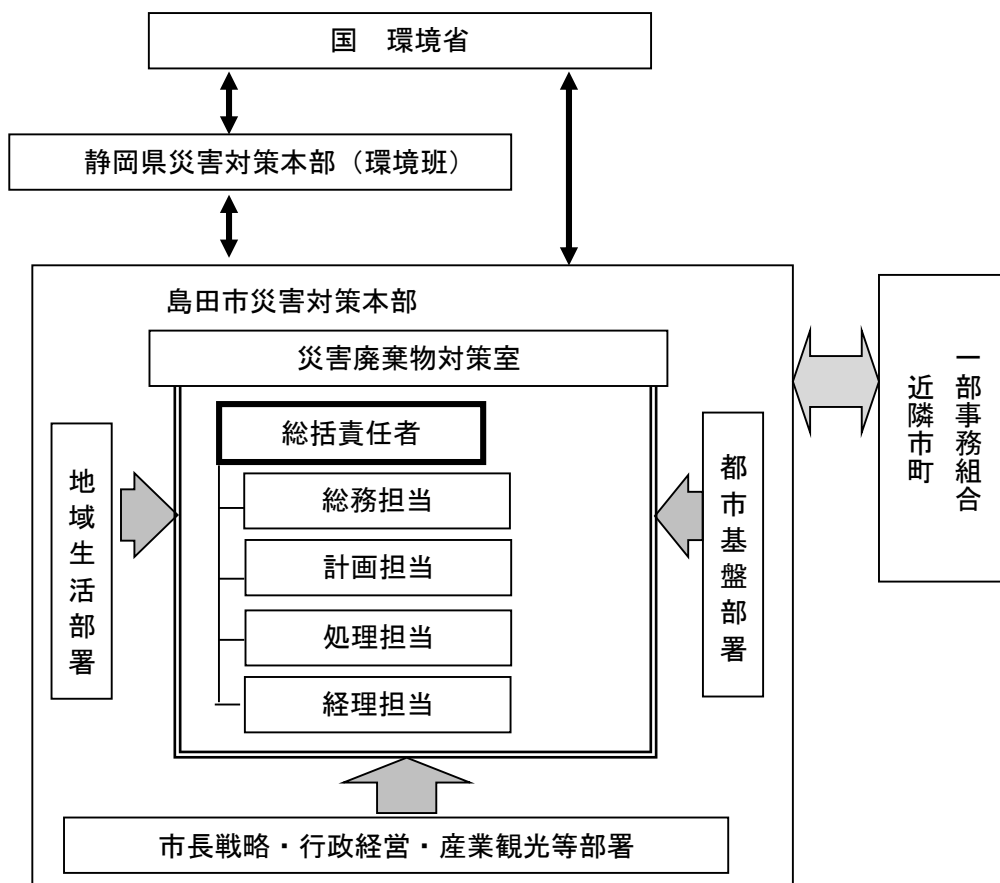 国　環境省
静岡県災害対策本部（環境班）
島田市災害対策本部
災害廃棄物対策室
総括責任者
総務担当
計画担当
処理担当
経理担当
地域生活部署
都市基盤部署
市長戦略・行政経営・産業観光等部署
一部事務組合
近隣市町